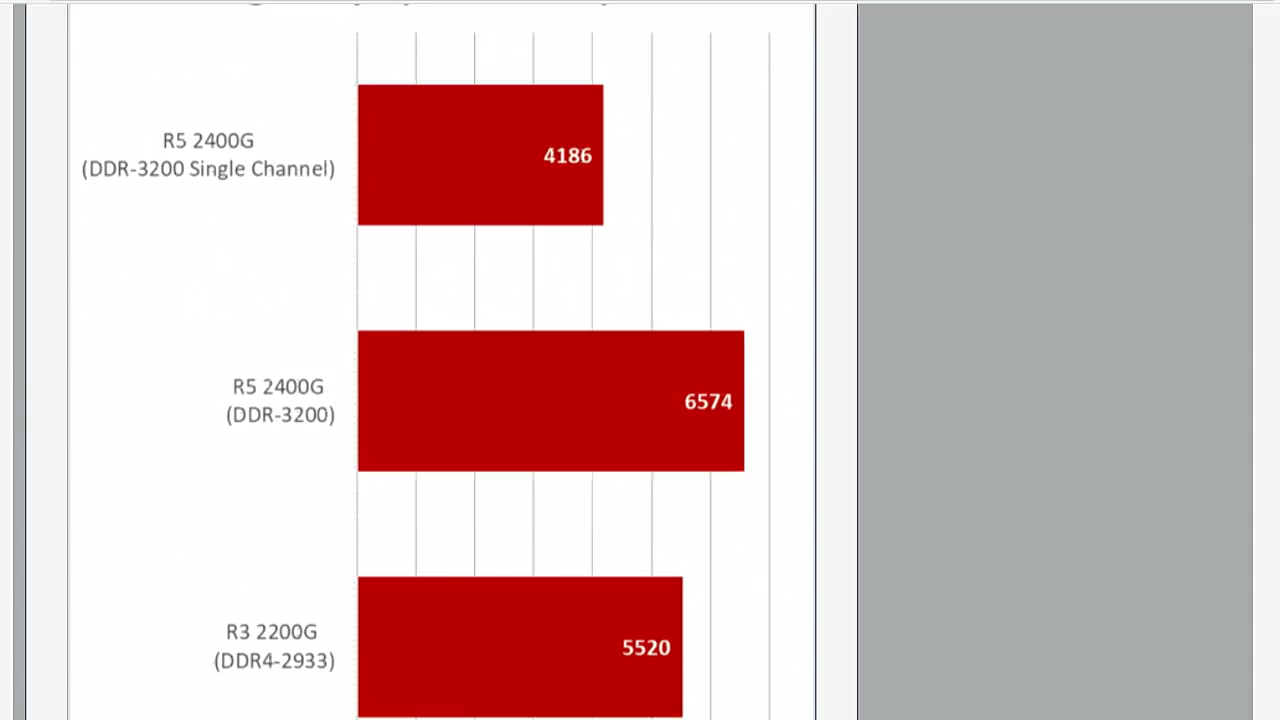 R5 2400G
(DDR-3200 Single Channel)
4186
R5 2400G
(DDR-3200)
6574
R3 2200G
(DDR4-2933)
5520